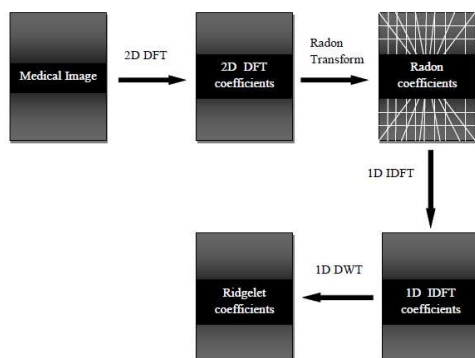 Medical Image
2D DFT
2D DFT
coefficients
Radon
Transform
Radon
coefficients
1D IDFT
1D IDFT
coefficients
1D DWT
Ridgelet
coefficients